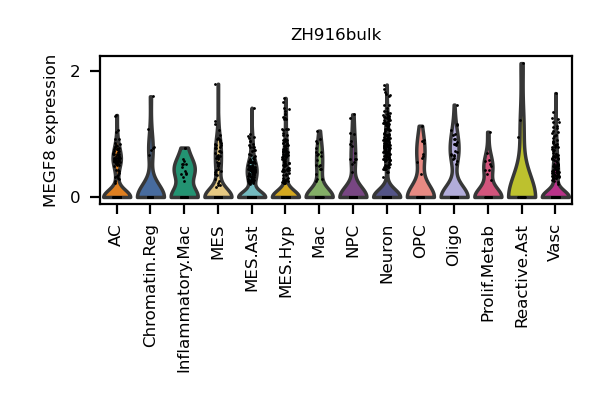 ZH916bulk
MEGF8 expression
2
0
AC
Chromatin.Reg
Inflammatory.Mac
MES
MES.Ast
MES.Hyp
Mac
NPC
Neuron
OPC
Oligo
Prolif.Metab
Reactive.Ast
Vasc